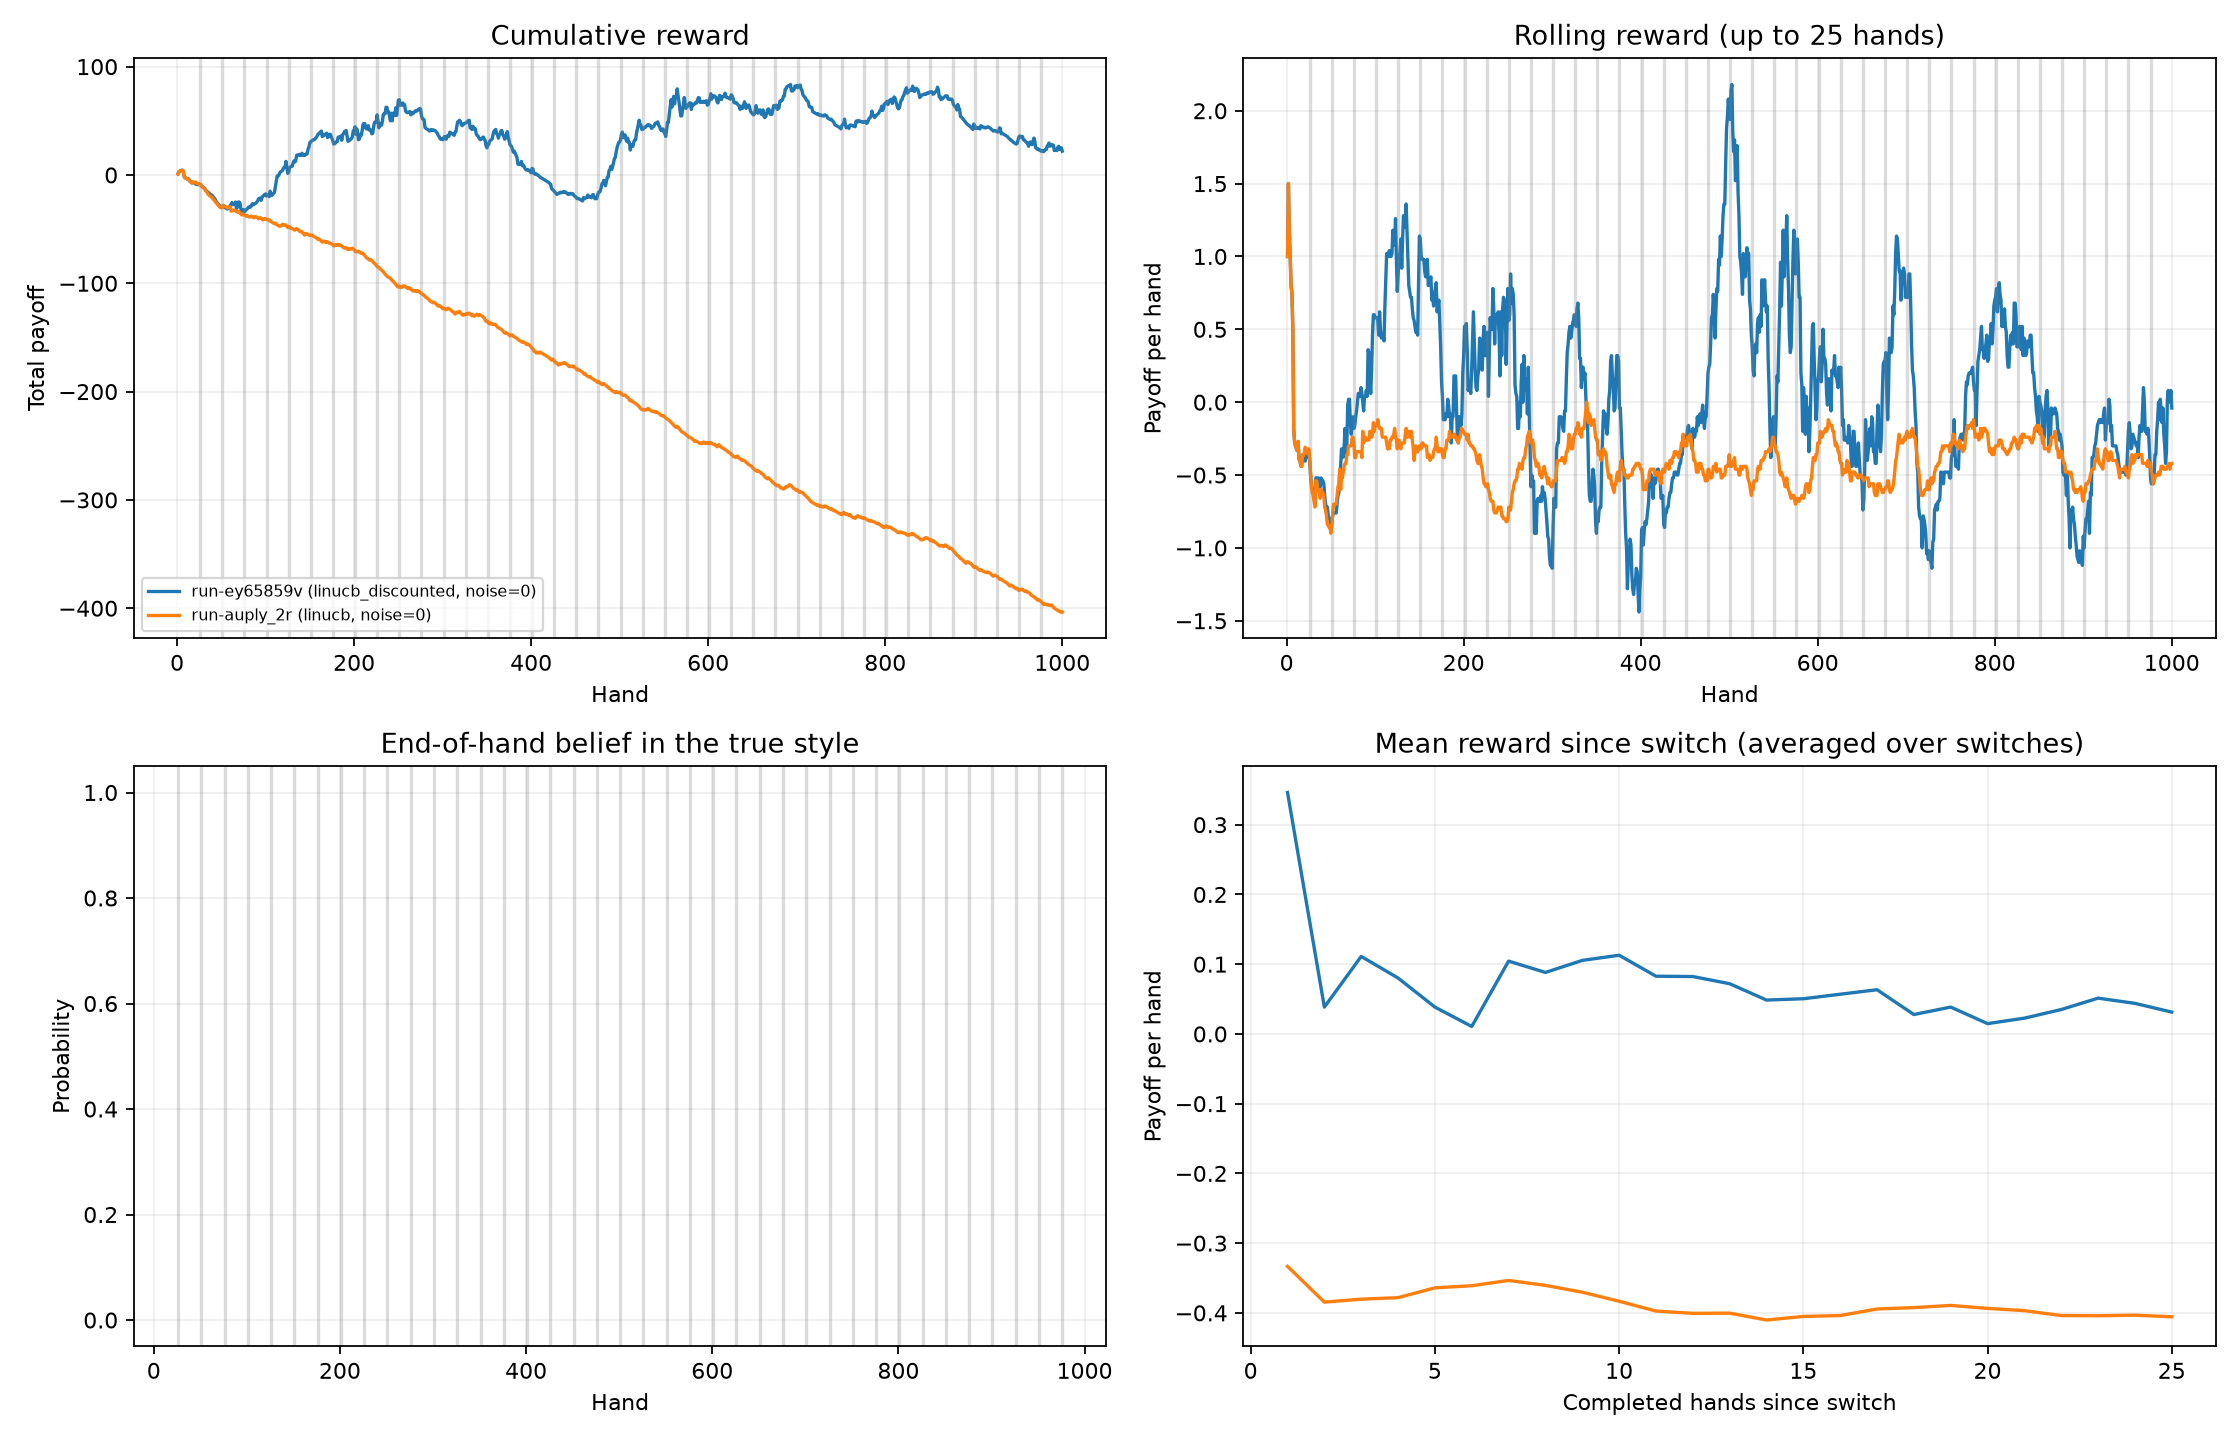 Cumulative reward
100
0
−100
−200
−300
−400
Total payoff
run-ey65859v (linucb_discounted, noise=0)
run-auply_2r (linucb, noise=0)
0 200 400 600 800 1000
Hand
Rolling reward (up to 25 hands)
2.0
1.5
1.0
0.5
0.0
−0.5
−1.0
−1.5
Payoff per hand
0 200 400 600 800 1000
Hand
End-of-hand belief in the true style
1.0
0.8
0.6
0.4
0.2
0.0
Probability
0 200 400 600 800 1000
Hand
Mean reward since switch (averaged over switches)
0.3
0.2
0.1
0.0
−0.1
−0.2
−0.3
−0.4
Payoff per hand
0 5 10 15 20 25
Completed hands since switch